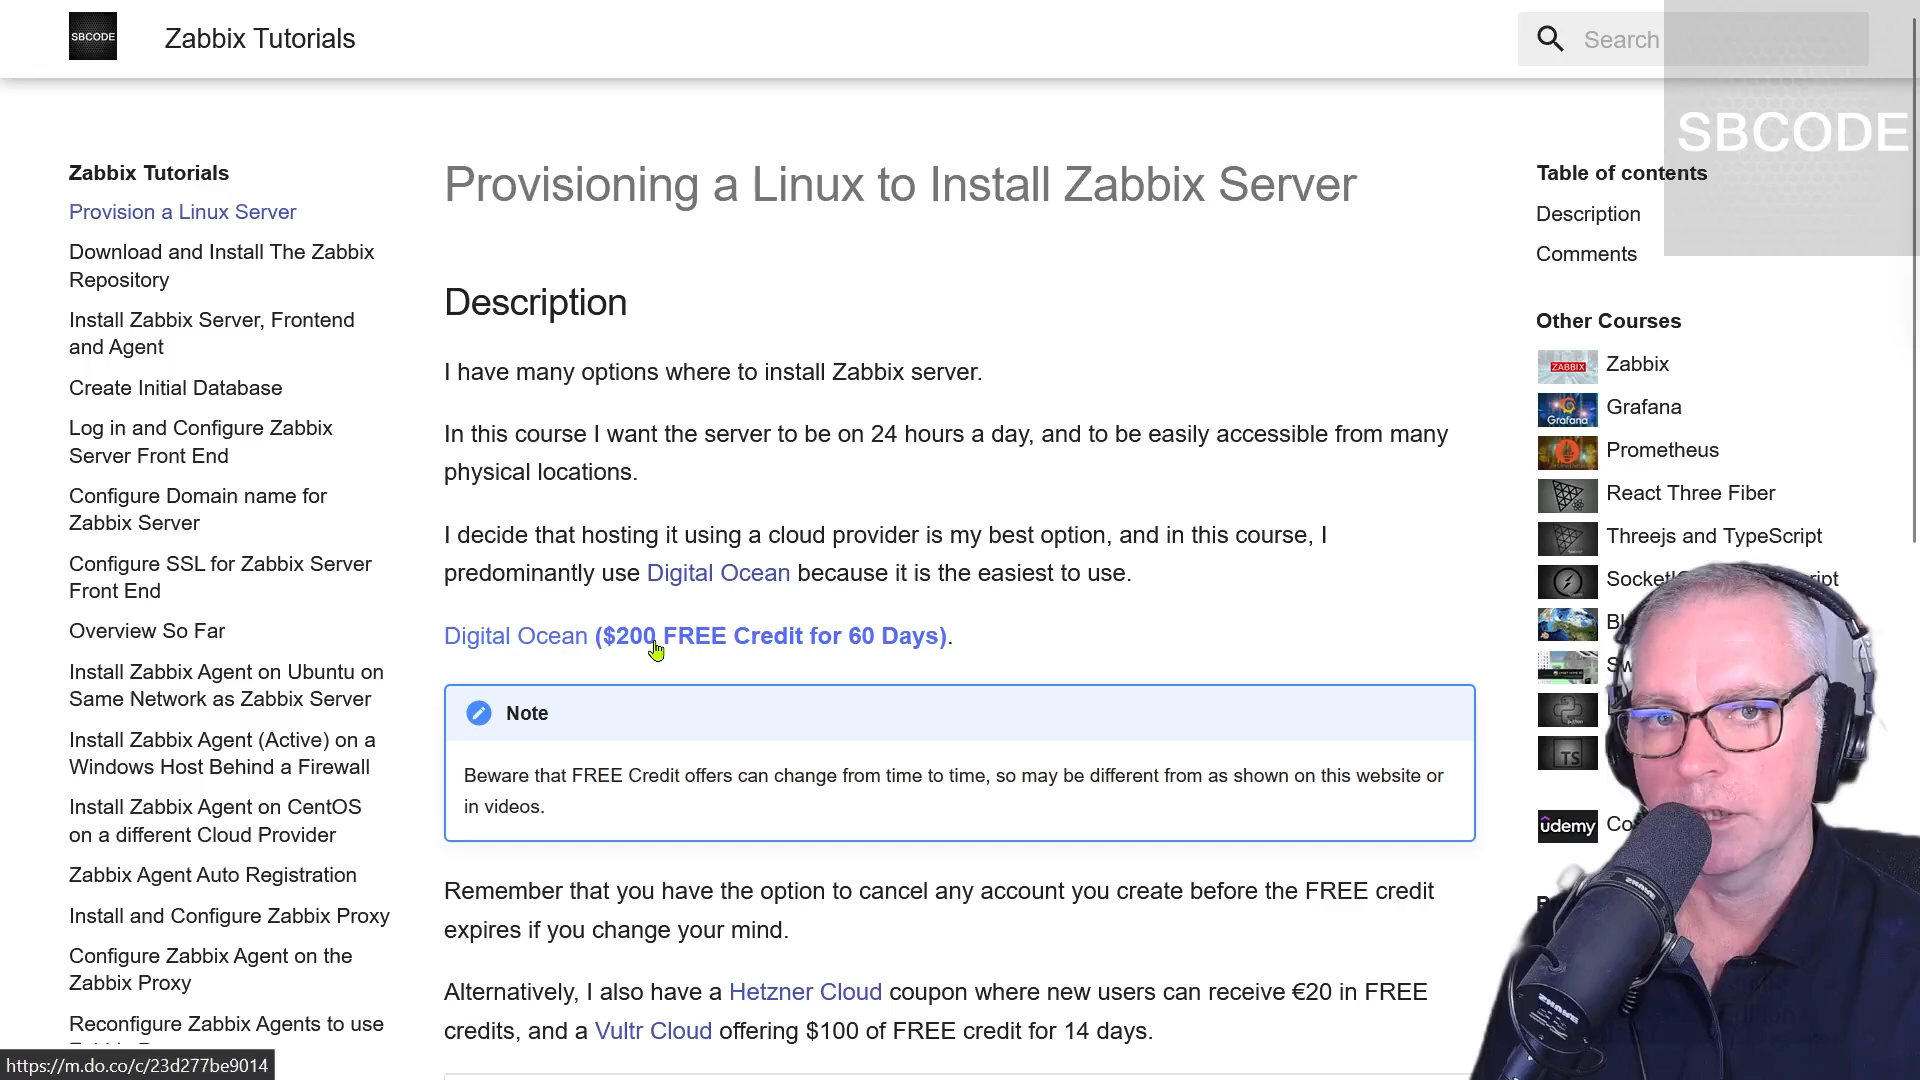 SBCODE
Zabbix Tutorials
Search
SBCODE
Zabbix Tutorials
Provision a Linux Server
Download and Install The Zabbix
Repository
Install Zabbix Server, Frontend
and Agent
Create Initial Database
Log in and Configure Zabbix
Server Front End
Configure Domain name for
Zabbix Server
Configure SSL for Zabbix Server
Front End
Overview So Far
Install Zabbix Agent on Ubuntu on
Same Network as Zabbix Server
Install Zabbix Agent (Active) on a
Windows Host Behind a Firewall
Install Zabbix Agent on CentOS
on a different Cloud Provider
Zabbix Agent Auto Registration
Install and Configure Zabbix Proxy
Configure Zabbix Agent on the
Zabbix Proxy
Reconfigure Zabbix Agents to use
https://m.do.co/c/23d277be9014
Provisioning a Linux to Install Zabbix Server
Description
I have many options where to install Zabbix server.
In this course I want the server to be on 24 hours a day, and to be easily accessible from many
physical locations.
I decide that hosting it using a cloud provider is my best option, and in this course, I
predominantly use Digital Ocean because it is the easiest to use.
Digital Ocean ($200 FREE Credit for 60 Days).
Note
Beware that FREE Credit offers can change from time to time, so may be different from as shown on this website or
in videos.
Remember that you have the option to cancel any account you create before the FREE credit
expires if you change your mind.
Alternatively, I also have a Hetzner Cloud coupon where new users can receive €20 in FREE
credits, and a Vultr Cloud offering $100 of FREE credit for 14 days.
Table of contents
Description
Comments
Other Courses
ZABBIX Zabbix
Grafana Grafana
Prometheus
React Three Fiber
Threejs and TypeScript
TS
udemy